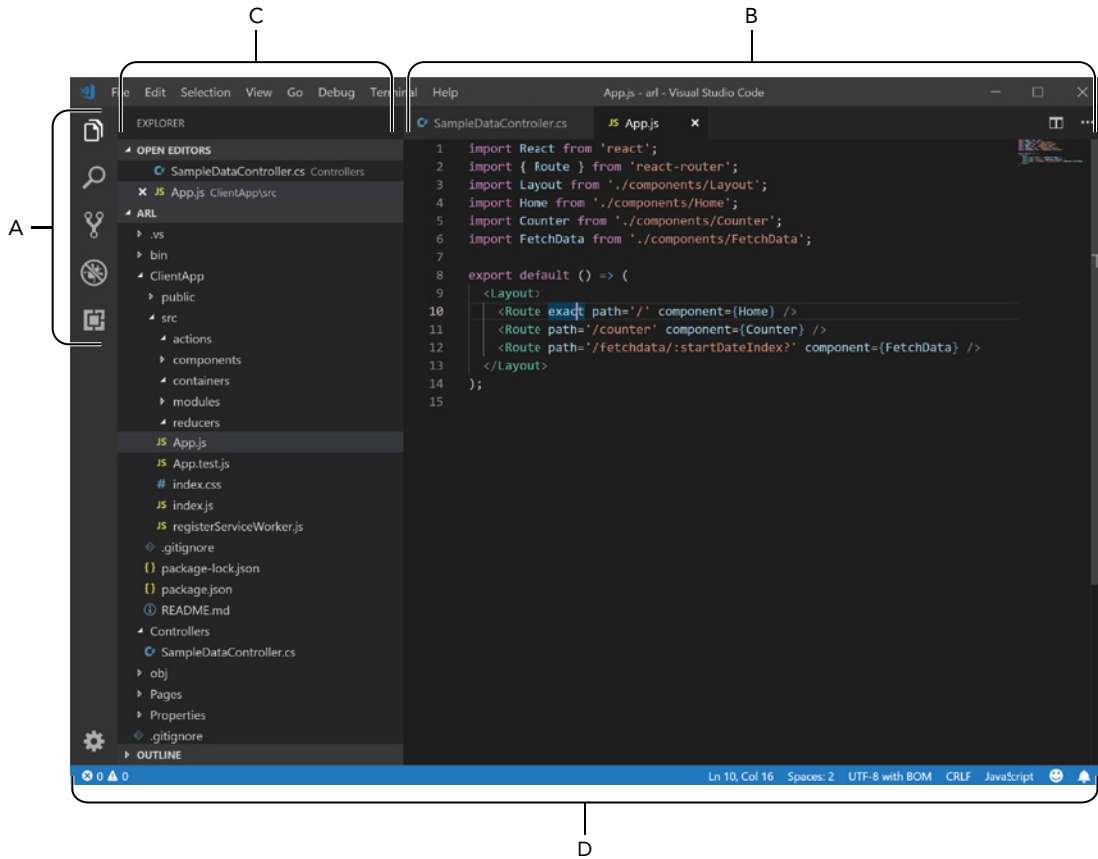 C
B
File Edit Selection View Go Debug Terminal Help
App.js - arl - Visual Studio Code
A
EXPLORER
OPEN EDITORS
SampleDataController.cs Controllers
JS App.js ClientApp\src
ARL
.vs
bin
ClientApp
public
src
actions
components
containers
modules
reducers
JS App.js
JS App.test.js
# index.css
JS index.js
JS registerServiceWorker.js
.gitignore
{} package-lock.json
{} package.json
README.md
Controllers
SampleDataController.cs
obj
Pages
Properties
.gitignore
OUTLINE
SampleDataController.cs
JS App.js
1 import React from 'react';
2 import { Route } from 'react-router';
3 import Layout from './components/Layout';
4 import Home from './components/Home';
5 import Counter from './components/Counter';
6 import FetchData from './components/FetchData';
7
8 export default () => (
9 <Layout>
10 <Route exact path='/' component={Home} />
11 <Route path='/counter' component={Counter} />
12 <Route path='/fetchdata/:startDateIndex?' component={FetchData} />
13 </Layout>
14 );
15
0 0
Ln 10, Col 16 Spaces: 2 UTF-8 with BOM CRLF JavaScript
D